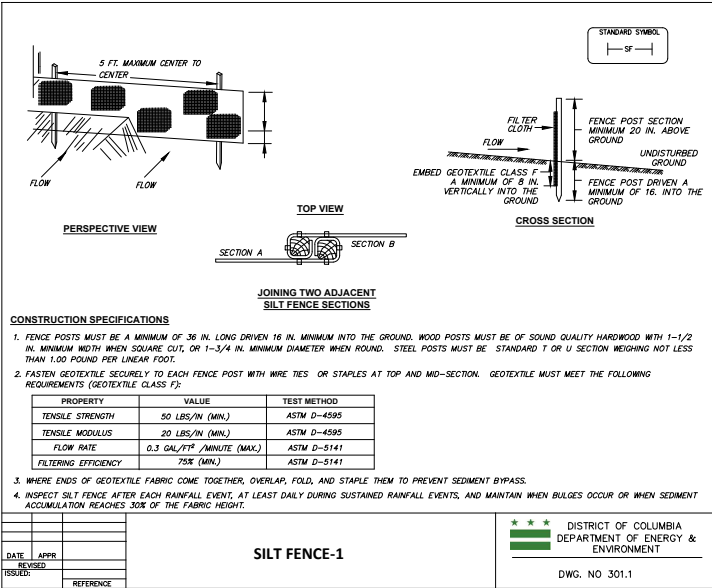 STANDARD SYMBOL
SF
5 FT. MAXIMUM CENTER TO
CENTER
FLOW
FLOW
PERSPECTIVE VIEW
FILTER
CLOTH
FLOW
EMBED GEOTEXTILE CLASS F
A MINIMUM OF 8 IN.
VERTICALLY INTO THE
GROUND
FENCE POST SECTION
MINIMUM 20 IN. ABOVE
GROUND
UNDISTURBED
GROUND
FENCE POST DRIVEN A
MINIMUM OF 16. INTO THE
GROUND
CROSS SECTION
TOP VIEW
SECTION A
SECTION B
JOINING TWO ADJACENT
SILT FENCE SECTIONS
CONSTRUCTION SPECIFICATIONS
1. FENCE POSTS MUST BE A MINIMUM OF 36 IN. LONG DRIVEN 16 IN. MINIMUM INTO THE GROUND. WOOD POSTS MUST BE OF SOUND QUALITY HARDWOOD WITH 1-1/2
IN. MINIMUM WIDTH WHEN SQUARE CUT, OR 1-3/4 IN. MINIMUM DIAMETER WHEN ROUND. STEEL POSTS MUST BE STANDARD T OR U SECTION WEIGHING NOT LESS
THAN 1.00 POUND PER LINEAR FOOT.
2. FASTEN GEOTEXTILE SECURELY TO EACH FENCE POST WITH WIRE TIES OR STAPLES AT TOP AND MID-SECTION. GEOTEXTILE MUST MEET THE FOLLOWING
REQUIREMENTS (GEOTEXTILE CLASS F):
PROPERTY VALUE TEST METHOD
TENSILE STRENGTH 50 LBS/IN (MIN.) ASTM D-4595
TENSILE MODULUS 20 LBS/IN (MIN.) ASTM D-4595
FLOW RATE 0.3 GAL/FT² /MINUTE (MAX.) ASTM D-5141
FILTERING EFFICIENCY 75% (MIN.) ASTM D-5141
3. WHERE ENDS OF GEOTEXTILE FABRIC COME TOGETHER, OVERLAP, FOLD, AND STAPLE THEM TO PREVENT SEDIMENT BYPASS.
4. INSPECT SILT FENCE AFTER EACH RAINFALL EVENT, AT LEAST DAILY DURING SUSTAINED RAINFALL EVENTS, AND MAINTAIN WHEN BULGES OCCUR OR WHEN SEDIMENT
ACCUMULATION REACHES 30% OF THE FABRIC HEIGHT.
DATE APPR
REVISED
ISSUED:
REFERENCE
SILT FENCE-1
DISTRICT OF COLUMBIA
DEPARTMENT OF ENERGY &
ENVIRONMENT
DWG. NO 301.1